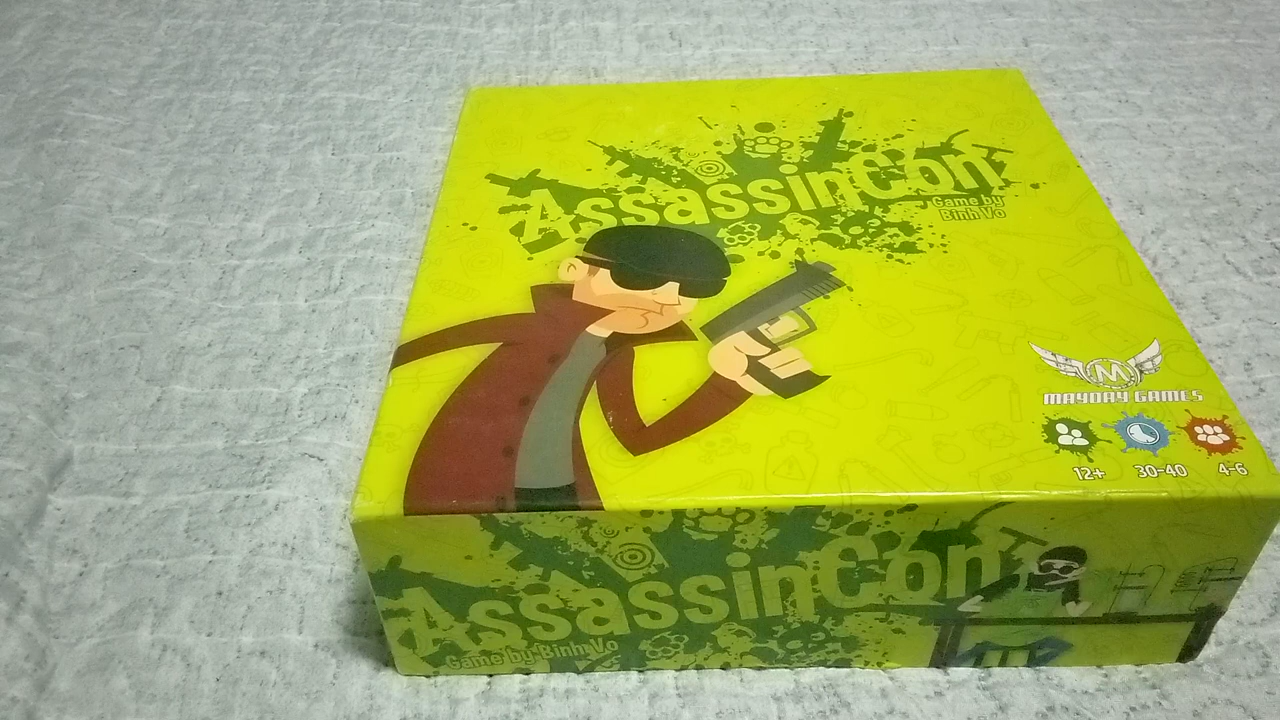 AssassinCon
Game by
Binh Vo
M
MAYDAY GAMES
12+ 30-40 4-6
AssassinCon
Game by Binh Vo